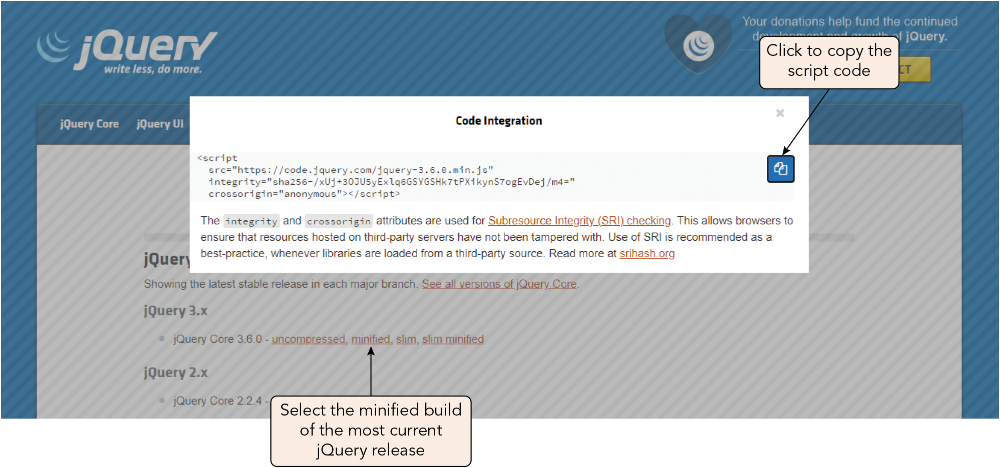 jQuery
write less, do more.
Your donations help fund the continued
development and growth of jQuery.
CT
Click to copy the
script code
jQuery Core
jQuery UI
Code Integration
<script
src="https://code.jquery.com/jquery-3.6.0.min.js"
integrity="sha256-/xUj+3OJU5yExlq6GSYGSHk7tPXikynS7ogEvDej/m4="
crossorigin="anonymous"></script>
The integrity and crossorigin attributes are used for Subresource Integrity (SRI) checking. This allows browsers to
ensure that resources hosted on third-party servers have not been tampered with. Use of SRI is recommended as a
best-practice, whenever libraries are loaded from a third-party source. Read more at srihash.org
jQuery
Showing the latest stable release in each major branch. See all versions of jQuery Core.
jQuery 3.x
jQuery Core 3.6.0 - uncompressed, minified, slim, slim minified
jQuery 2.x
jQuery Core 2.2.4 -
Select the minified build
of the most current
jQuery release